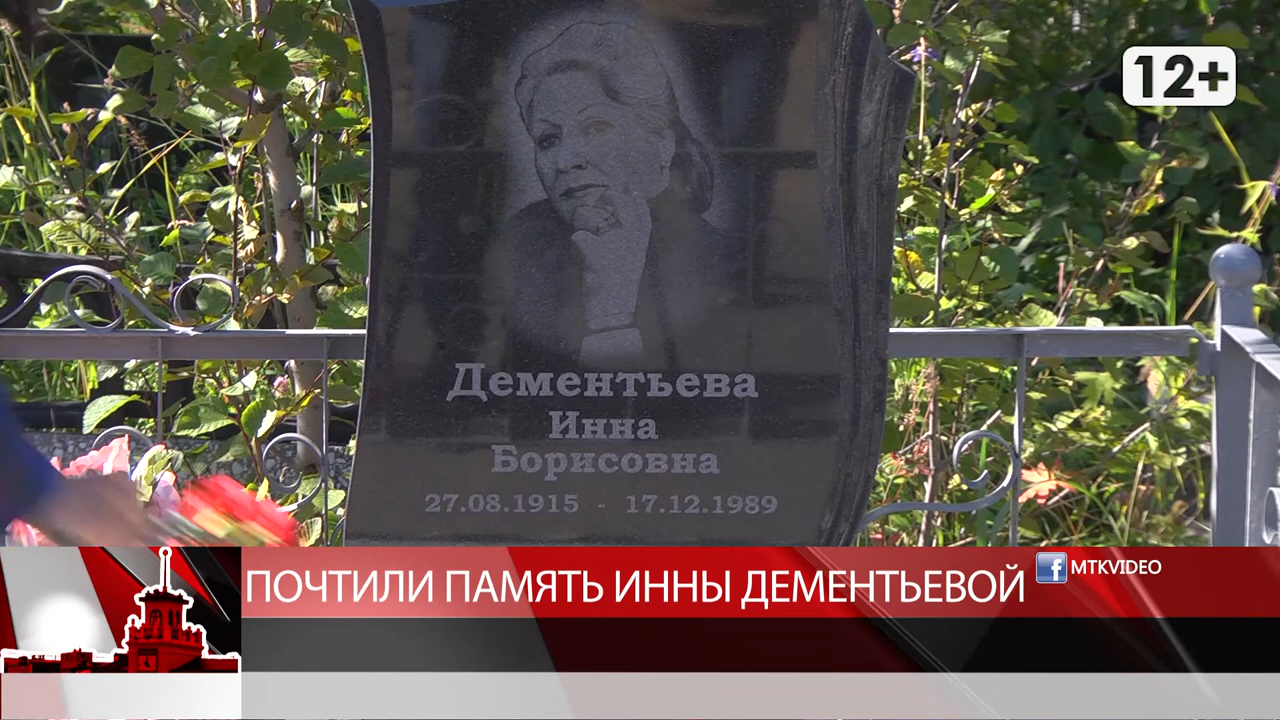 12+
Дементьева
Инна
Борисовна
27.08.1915 - 17.12.1989
ПОЧТИЛИ ПАМЯТЬ ИННЫ ДЕМЕНТЬЕВОЙ
f MTKVIDEO